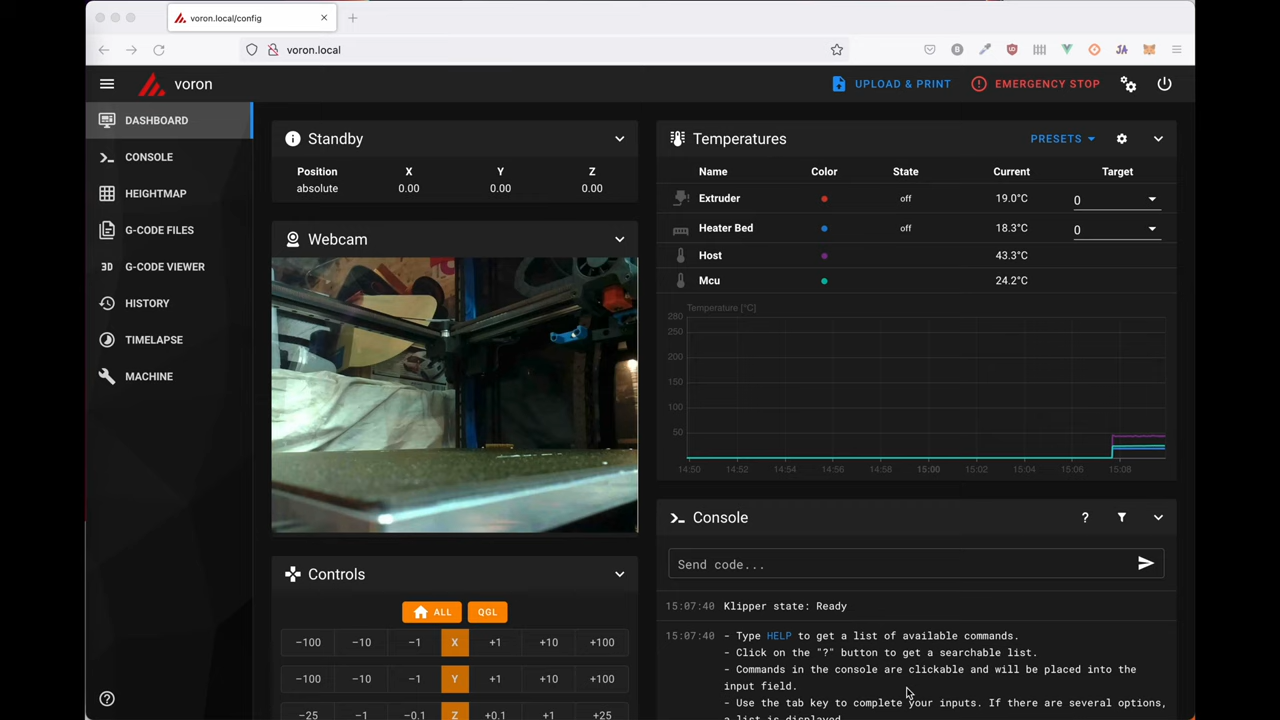 voron.local/config
voron.local
voron
UPLOAD & PRINT
EMERGENCY STOP
DASHBOARD
CONSOLE
HEIGHTMAP
G-CODE FILES
3D G-CODE VIEWER
HISTORY
TIMELAPSE
MACHINE
Standby
Position X Y Z
absolute 0.00 0.00 0.00
Webcam
Controls
ALL QGL
−100 −10 −1 X +1 +10 +100
−100 −10 −1 Y +1 +10 +100
−25 −1 −0.1 Z +0.1 +1 +25
Temperatures
PRESETS
Name Color State Current Target
Extruder off 19.0°C 0
Heater Bed off 18.3°C 0
Host 43.3°C
Mcu 24.2°C
Temperature [°C]
280
250
200
150
100
50
14:50 14:52 14:54 14:56 14:58 15:00 15:02 15:04 15:06 15:08
Console
?
Send code...
15:07:40 Klipper state: Ready
15:07:40 - Type HELP to get a list of available commands.
- Click on the "?" button to get a searchable list.
- Commands in the console are clickable and will be placed into the
input field.
- Use the tab key to complete your inputs. If there are several options,
a list is displayed.